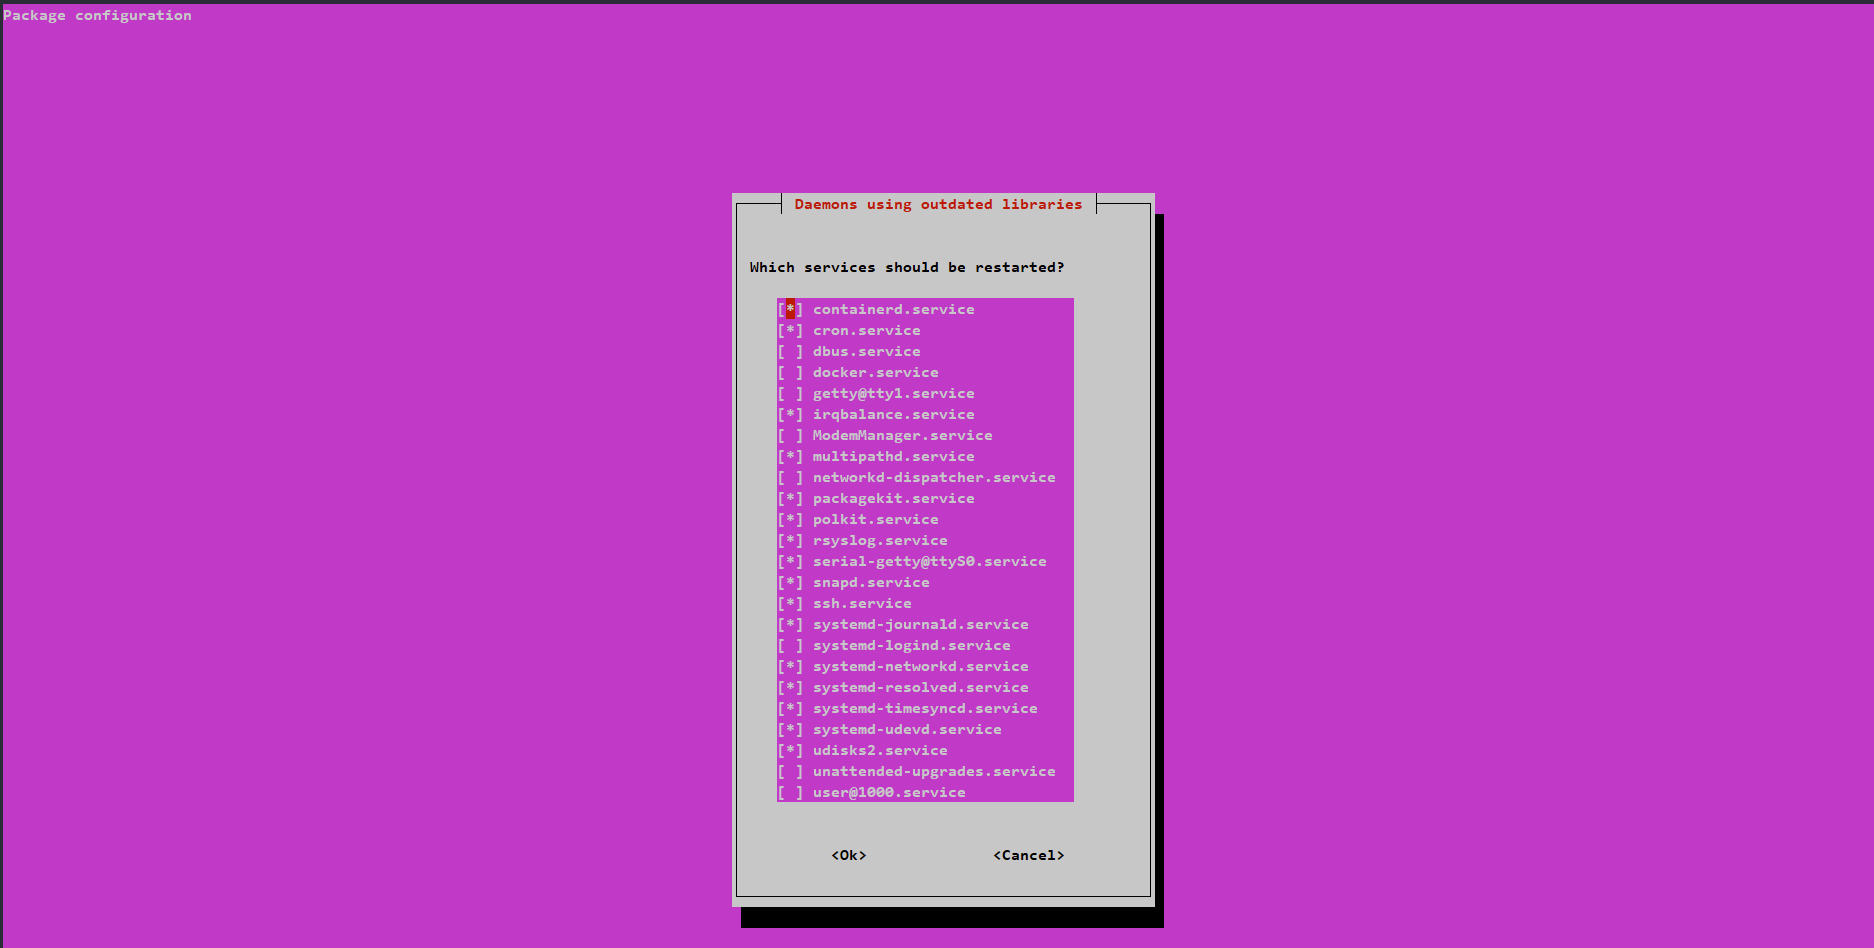 Package configuration
Daemons using outdated libraries
Which services should be restarted?
[*] containerd.service
[*] cron.service
[ ] dbus.service
[ ] docker.service
[ ] getty@tty1.service
[*] irqbalance.service
[ ] ModemManager.service
[*] multipathd.service
[ ] networkd-dispatcher.service
[*] packagekit.service
[*] polkit.service
[*] rsyslog.service
[*] serial-getty@ttyS0.service
[*] snapd.service
[*] ssh.service
[*] systemd-journald.service
[ ] systemd-logind.service
[*] systemd-networkd.service
[*] systemd-resolved.service
[*] systemd-timesyncd.service
[*] systemd-udevd.service
[*] udisks2.service
[ ] unattended-upgrades.service
[ ] user@1000.service
<Ok> <Cancel>